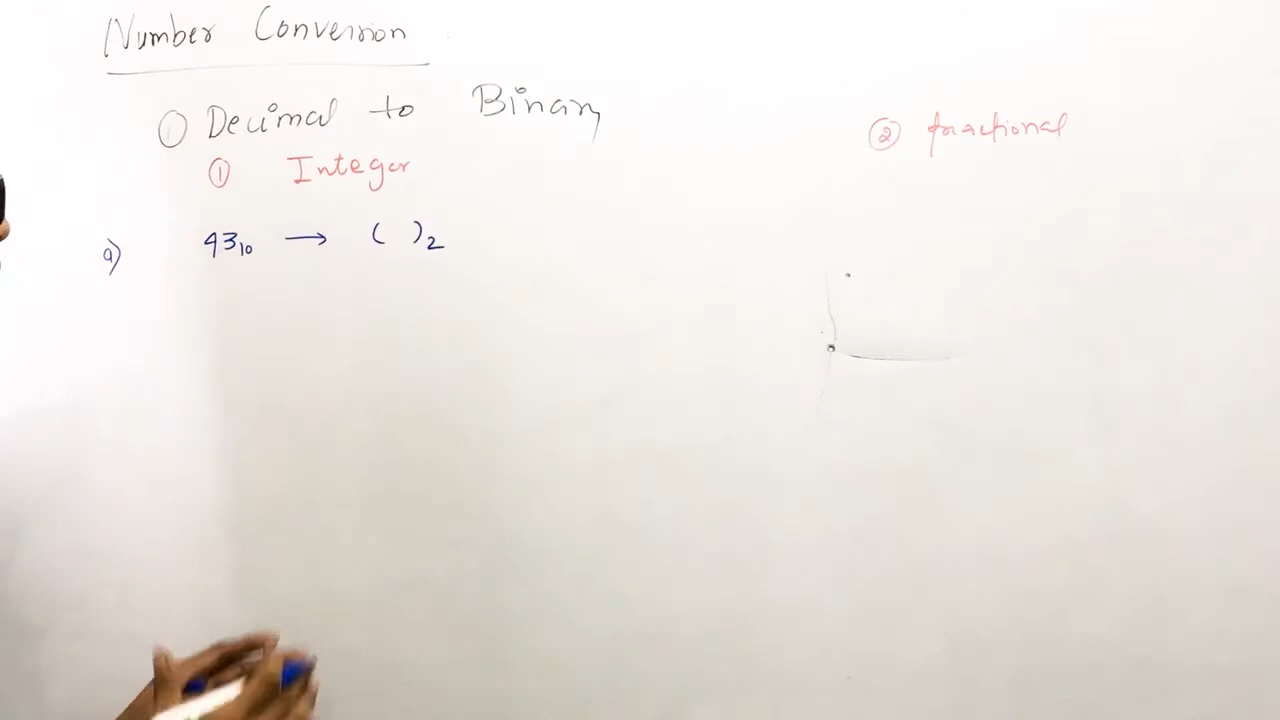 Number Conversion
① Decimal to Binary
① Integer
② fractional
a) 43₁₀ → ( )₂